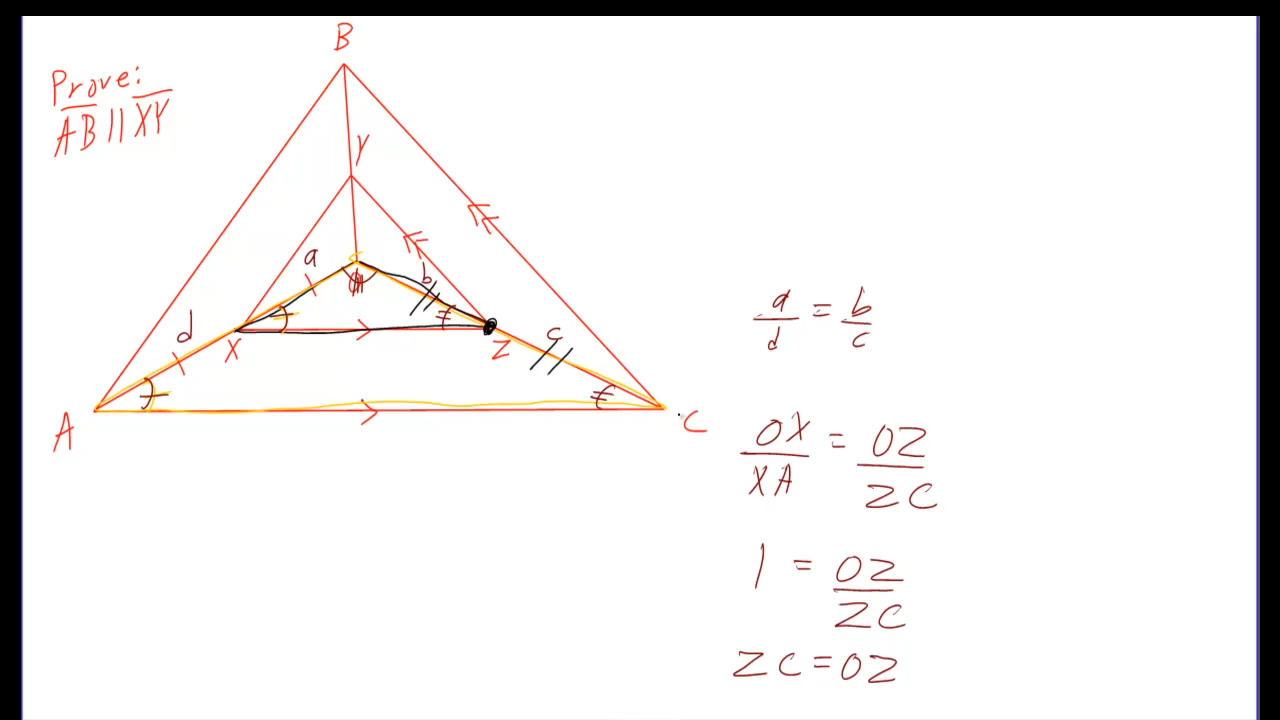 B
Prove:
AB || XY
Y
a
b
d
c
X
Z
A
C
a/d = b/c
OX/XA = OZ/ZC
1 = OZ/ZC
ZC = OZ